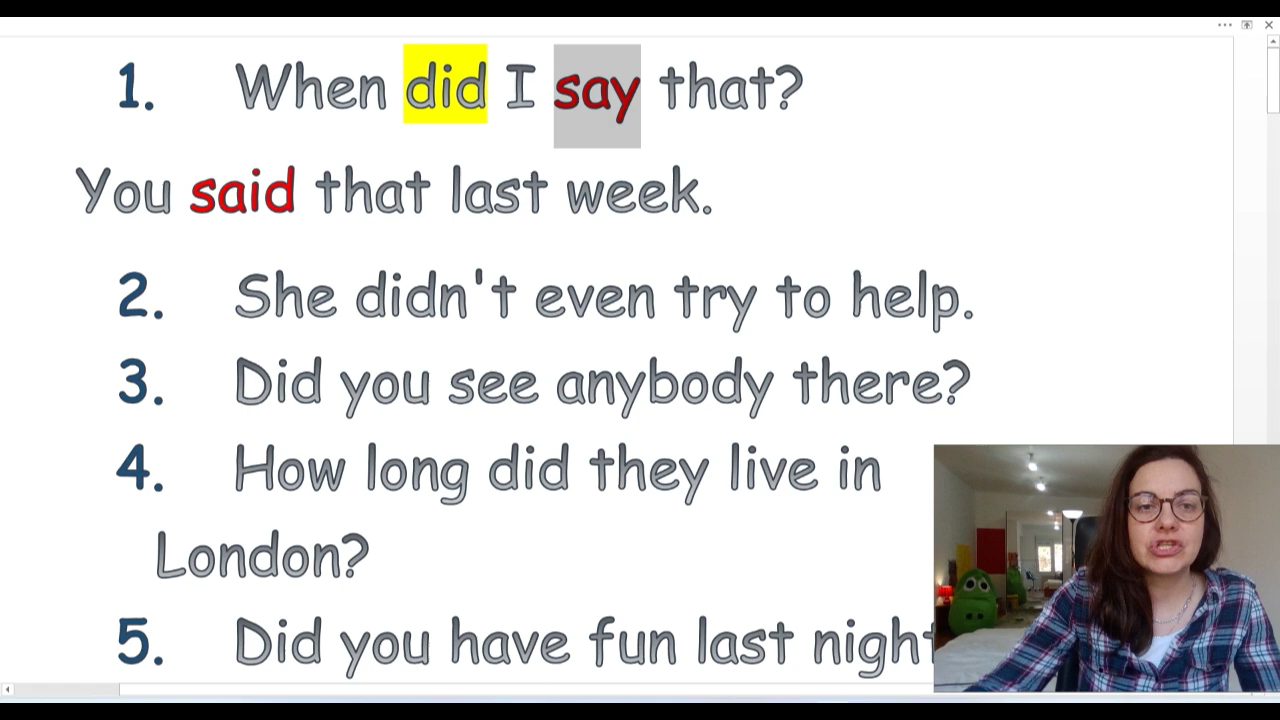 1. When did I say that?
You said that last week.
2. She didn't even try to help.
3. Did you see anybody there?
4. How long did they live in
London?
5. Did you have fun last night